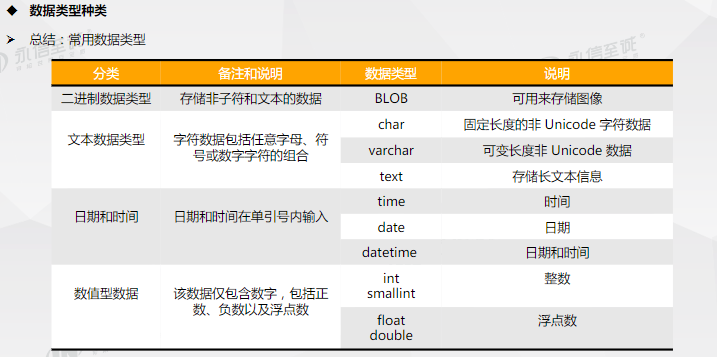 数据类型种类
总结：常用数据类型
永信至诚
分类 备注和说明 数据类型 说明
二进制数据类型 存储非子符和文本的数据 BLOB 可用来存储图像
文本数据类型 字符数据包括任意字母、符号或数字字符的组合 char 固定长度的非 Unicode 字符数据
varchar 可变长度非 Unicode 数据
text 存储长文本信息
日期和时间 日期和时间在单引号内输入 time 时间
date 日期
datetime 日期和时间
数值型数据 该数据仅包含数字，包括正数、负数以及浮点数 int
smallint 整数
float
double 浮点数